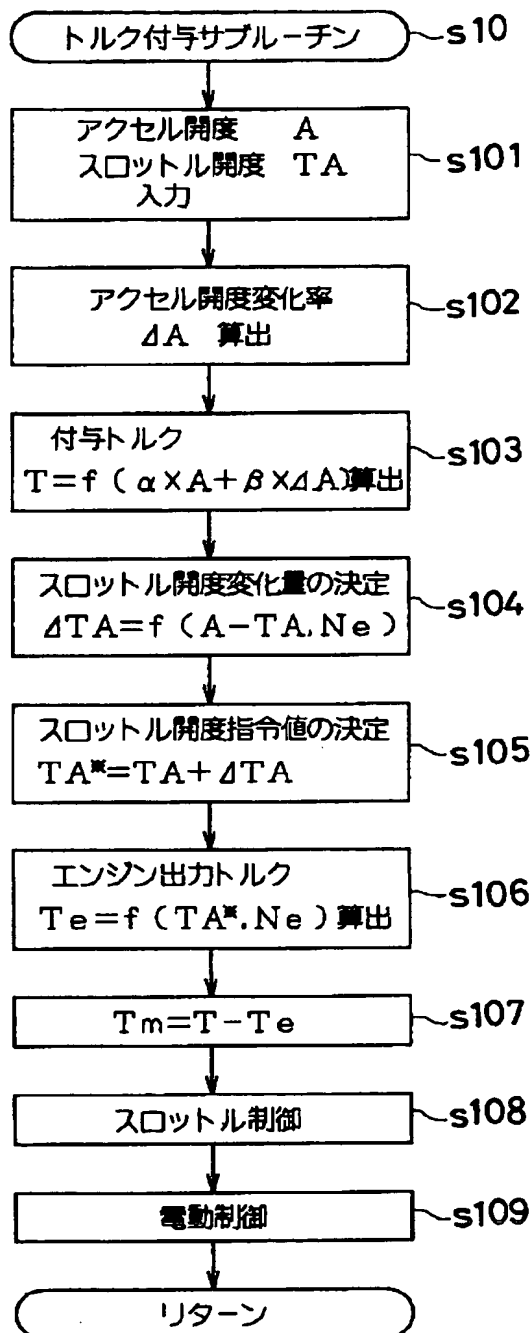 トルク付与サブルーチン
s10
アクセル開度 A
スロットル開度 TA
入力
s101
アクセル開度変化率
ΔA 算出
s102
付与トルク
T=f(α×A+β×ΔA)算出
s103
スロットル開度変化量の決定
ΔTA=f(A-TA,Ne)
s104
スロットル開度指令値の決定
TA※=TA+ΔTA
s105
エンジン出力トルク
Te=f(TA※,Ne)算出
s106
Tm=T-Te
s107
スロットル制御
s108
電動制御
s109
リターン